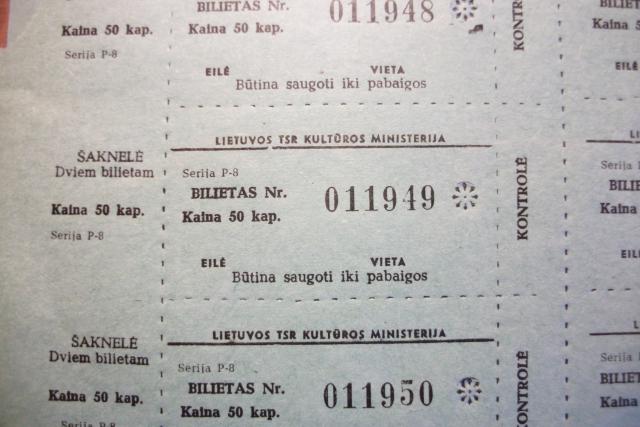 BILIETAS Nr. 011948
Kaina 50 kap. Kaina 50 kap.
Serija P-8
EILĖ VIETA
Būtina saugoti iki pabaigos
LIETUVOS TSR KULTŪROS MINISTERIJA
ŠAKNELĖ
Dviem bilietam
Kaina 50 kap.
Serija P-8
Serija P-8
BILIETAS Nr. 011949
Kaina 50 kap.
EILĖ VIETA
Būtina saugoti iki pabaigos
KONTROLĖ
Serija P-8
Kaina
LIETUVOS TSR KULTŪROS MINISTERIJA
ŠAKNELĖ
Dviem bilietam
Kaina 50 kap.
Serija P-8
Serija P-8
BILIETAS Nr. 011950
Kaina 50 kap.
KONTROLĖ
Kaina